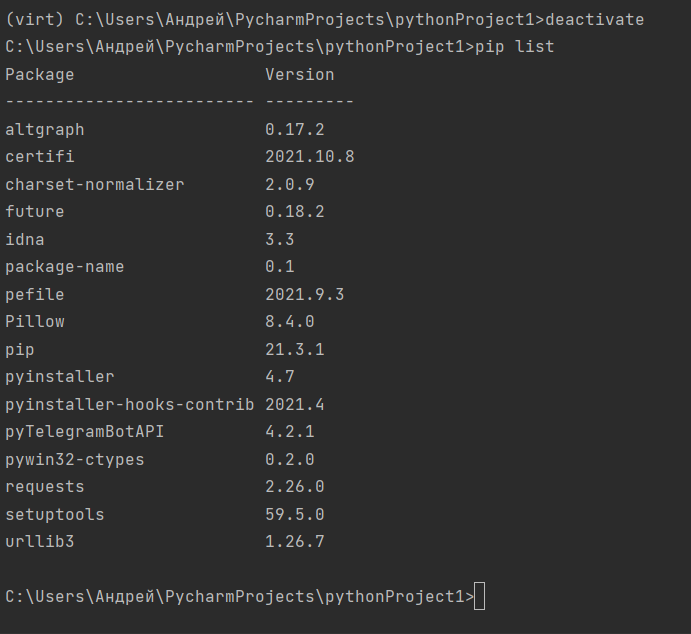 (virt) C:\Users\Андрей\PycharmProjects\pythonProject1>deactivate
C:\Users\Андрей\PycharmProjects\pythonProject1>pip list
Package                   Version
------------------------- ---------
altgraph                  0.17.2
certifi                   2021.10.8
charset-normalizer        2.0.9
future                    0.18.2
idna                      3.3
package-name              0.1
pefile                    2021.9.3
Pillow                    8.4.0
pip                       21.3.1
pyinstaller               4.7
pyinstaller-hooks-contrib 2021.4
pyTelegramBotAPI          4.2.1
pywin32-ctypes            0.2.0
requests                  2.26.0
setuptools                59.5.0
urllib3                   1.26.7
C:\Users\Андрей\PycharmProjects\pythonProject1>